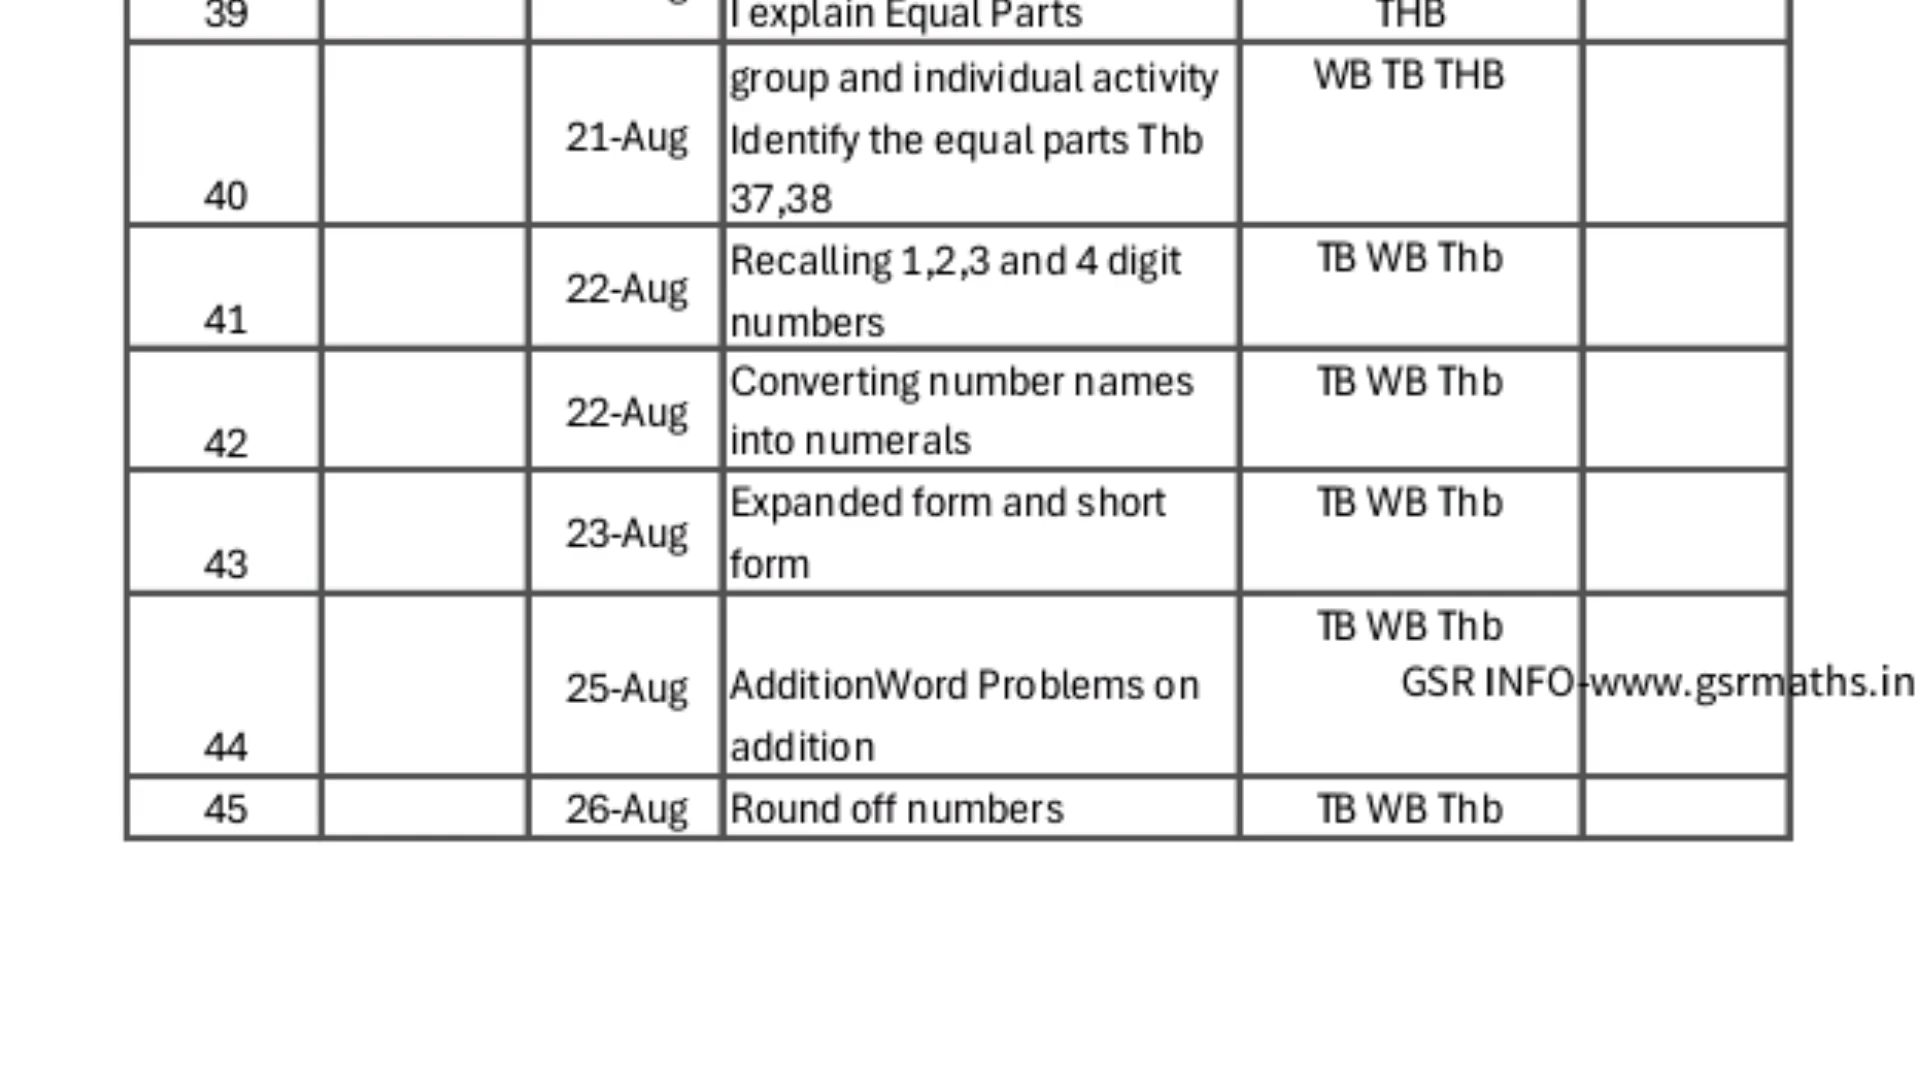 39 I explain Equal Parts THB
group and individual activity WB TB THB
21-Aug Identify the equal parts Thb
40 37,38
Recalling 1,2,3 and 4 digit TB WB Thb
22-Aug
41 numbers
Converting number names TB WB Thb
22-Aug
42 into numerals
Expanded form and short TB WB Thb
23-Aug
43 form
TB WB Thb
25-Aug AdditionWord Problems on GSR INFO-www.gsrmaths.in
44 addition
45 26-Aug Round off numbers TB WB Thb